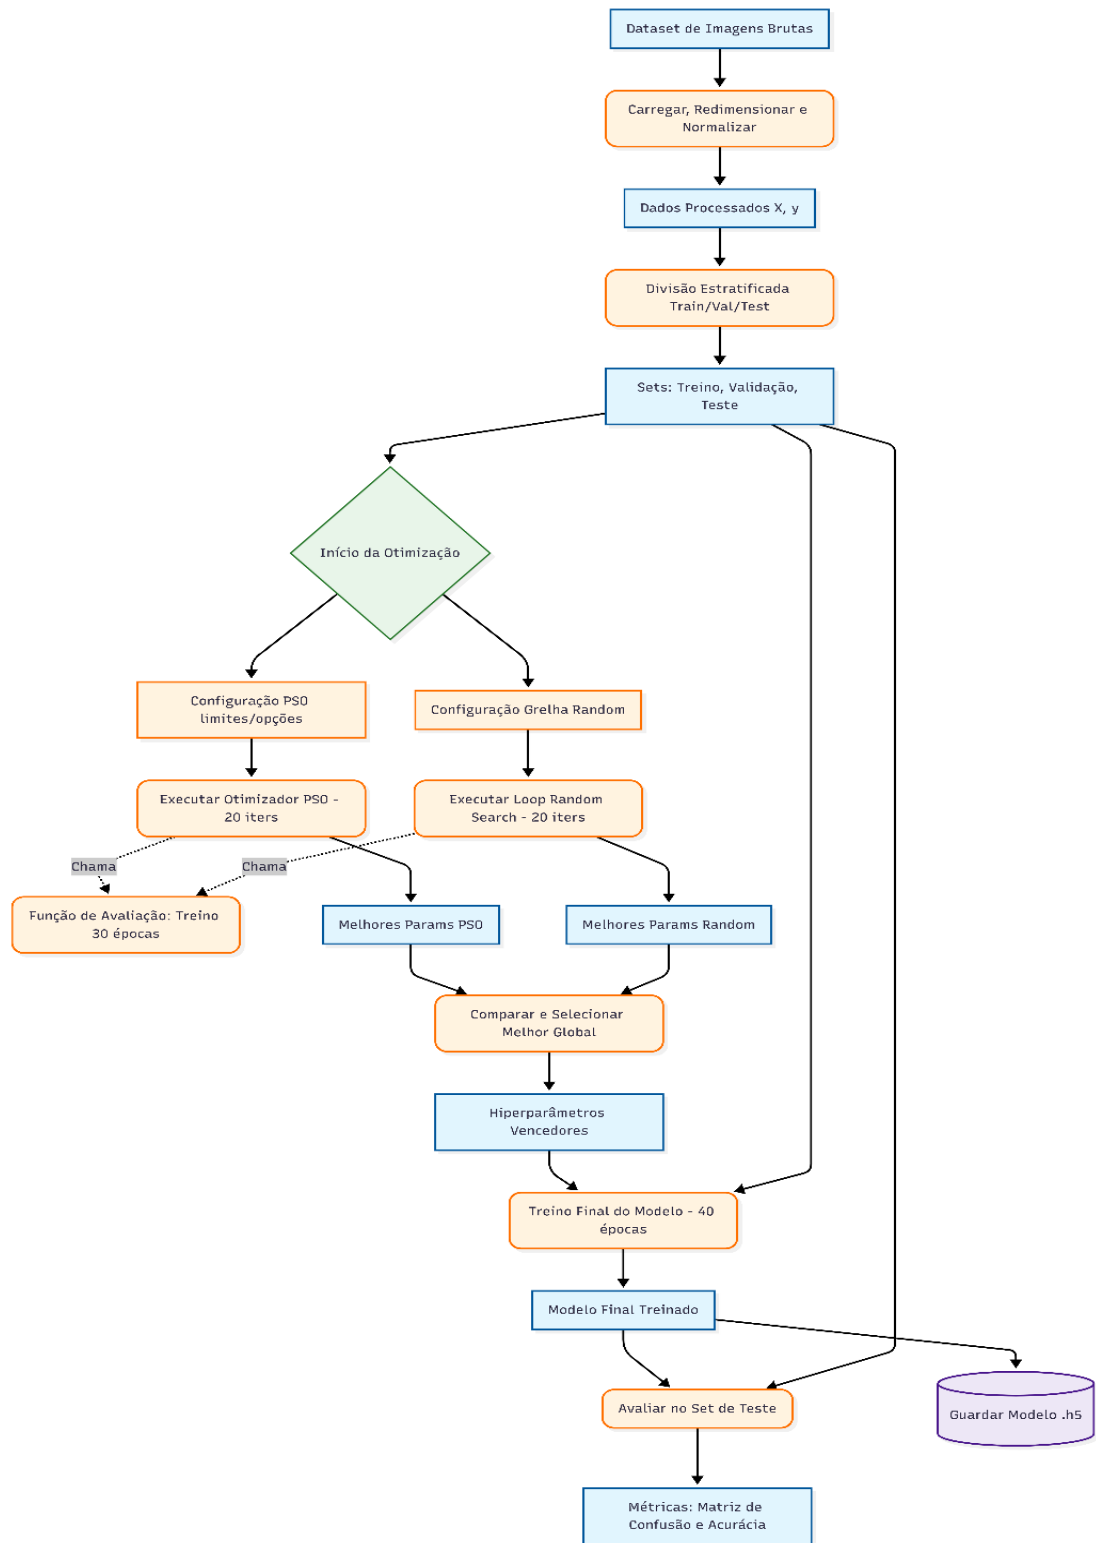 Dataset de Imagens Brutas
Carregar, Redimensionar e
Normalizar
Dados Processados X, y
Divisão Estratificada
Train/Val/Test
Sets: Treino, Validação,
Teste
Início da Otimização
Configuração PSO
limites/opções
Configuração Grelha Random
Executar Otimizador PSO -
20 iters
Executar Loop Random
Search - 20 iters
Chama
Chama
Função de Avaliação: Treino
30 épocas
Melhores Params PSO
Melhores Params Random
Comparar e Selecionar
Melhor Global
Hiperparâmetros
Vencedores
Treino Final do Modelo - 40
épocas
Modelo Final Treinado
Avaliar no Set de Teste
Guardar Modelo .h5
Métricas: Matriz de
Confusão e Acurácia